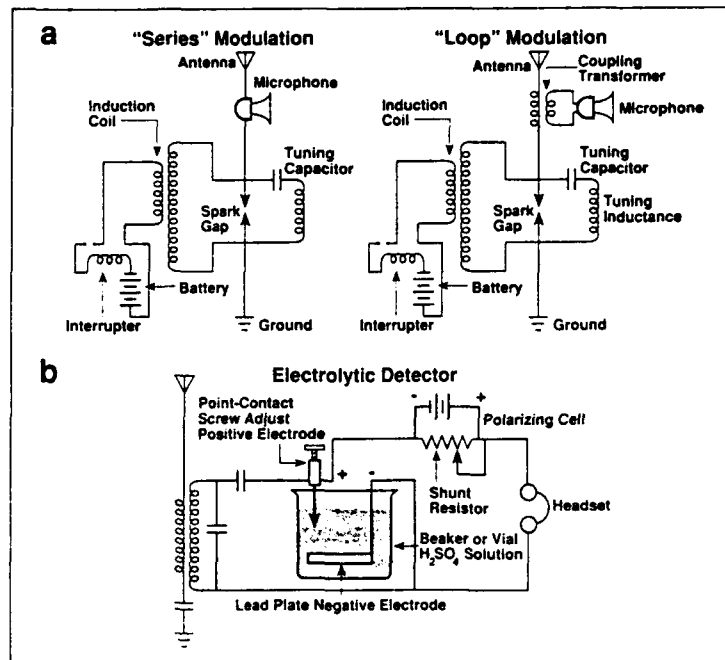 a
"Series" Modulation
Antenna
Microphone
Induction
Coil
Tuning
Capacitor
Spark
Gap
Battery
Interrupter
Ground
"Loop" Modulation
Antenna
Coupling
Transformer
Microphone
Induction
Coil
Tuning
Capacitor
Tuning
Inductance
Spark
Gap
Battery
Interrupter
Ground
b
Electrolytic Detector
Point-Contact
Screw Adjust
Positive Electrode
+
-
-
+
Polarizing Cell
Shunt
Resistor
Headset
Beaker or Vial
H₂SO₄ Solution
Lead Plate Negative Electrode